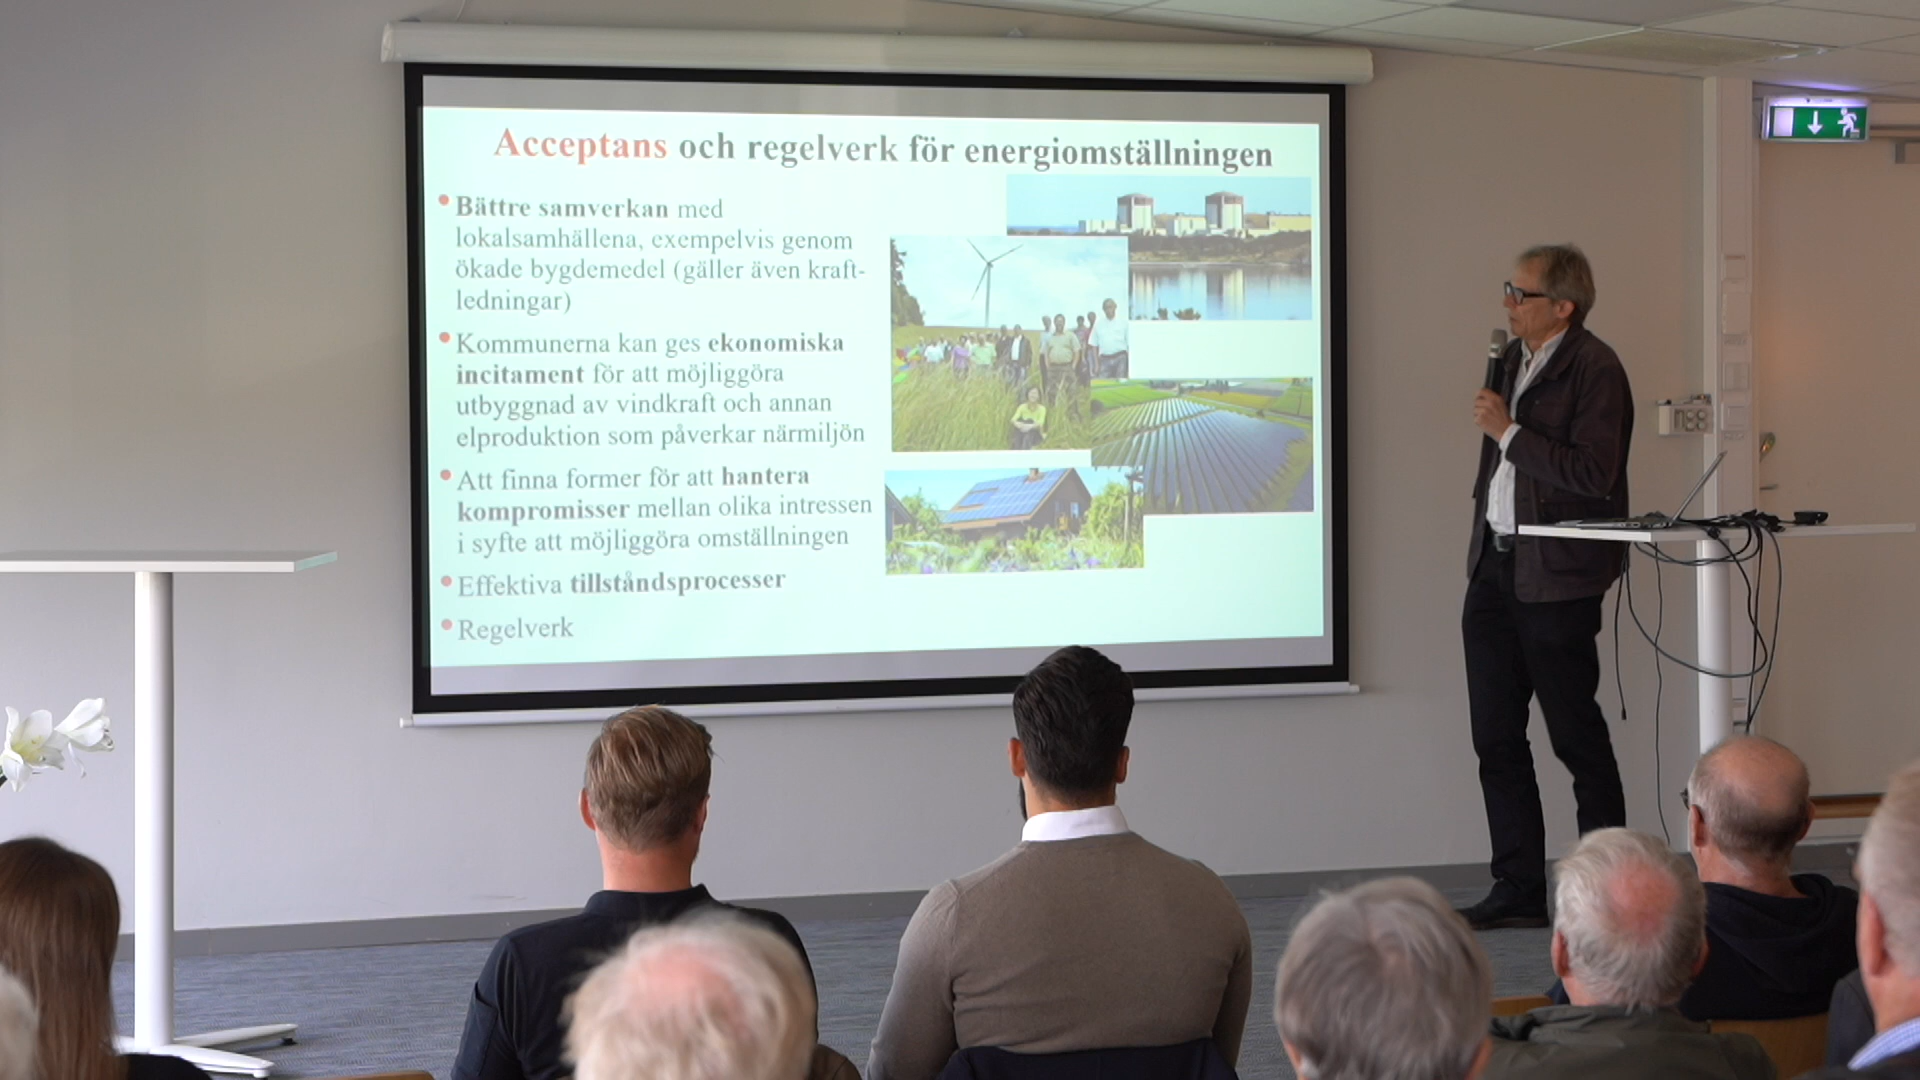 Acceptans och regelverk för energiomställningen
• Bättre samverkan med
lokalsamhällena, exempelvis genom
ökade bygdemedel (gäller även kraft-
ledningar)
• Kommunerna kan ges ekonomiska
incitament för att möjliggöra
utbyggnad av vindkraft och annan
elproduktion som påverkar närmiljön
• Att finna former för att hantera
kompromisser mellan olika intressen
i syfte att möjliggöra omställningen
• Effektiva tillståndsprocesser
• Regelverk